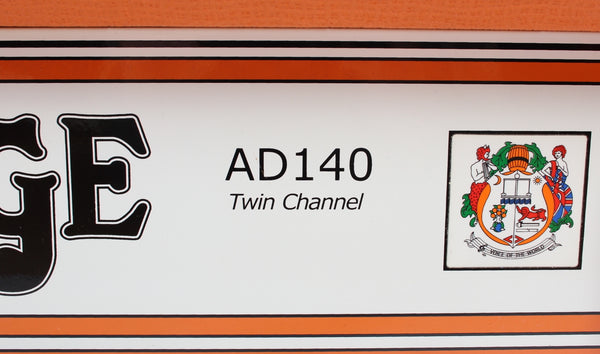 GE
AD140
Twin Channel
VOICE OF THE WORLD